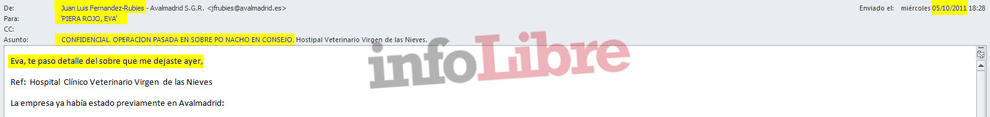 De: Juan Luis Fernandez-Rubies - Avalmadrid S.G.R. <jfrubies@avalmadrid.es> Enviado el: miércoles 05/10/2011 18:28
Para: 'PIERA ROJO, EVA'
CC:
Asunto: CONFIDENCIAL. OPERACION PASADA EN SOBRE PO NACHO EN CONSEJO. Hostipal Veterinario Virgen de las Nieves.
Eva, te paso detalle del sobre que me dejaste ayer,
Ref: Hospital Clínico Veterinario Virgen de las Nieves
La empresa ya había estado previamente en Avalmadrid:
infoLibre